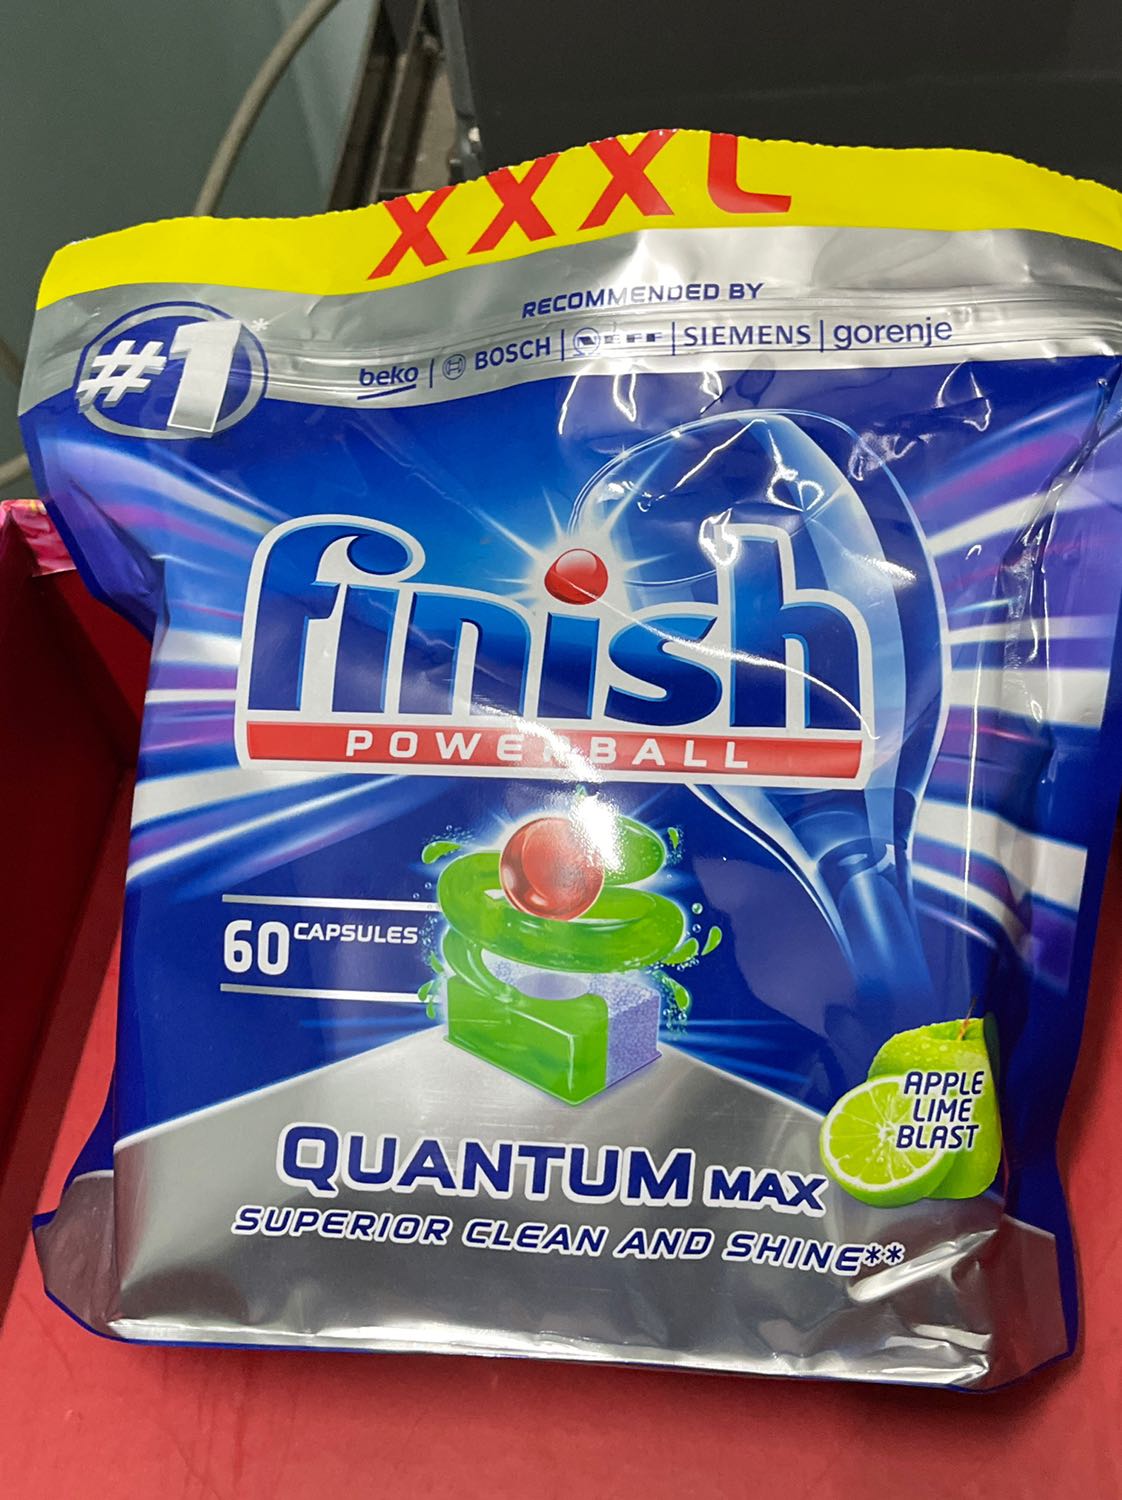 XXXL
RECOMMENDED BY
beko | BOSCH | NEFF | SIEMENS | gorenje
#1*
finish
POWERBALL
60 CAPSULES
APPLE
LIME
BLAST
QUANTUM MAX
SUPERIOR CLEAN AND SHINE**